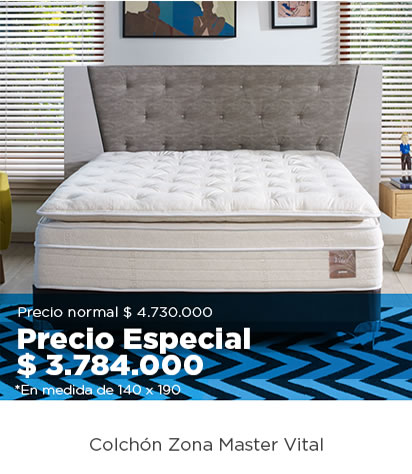 Precio normal $ 4.730.000
Precio Especial
$ 3.784.000
*En medida de 140 x 190
Colchón Zona Master Vital